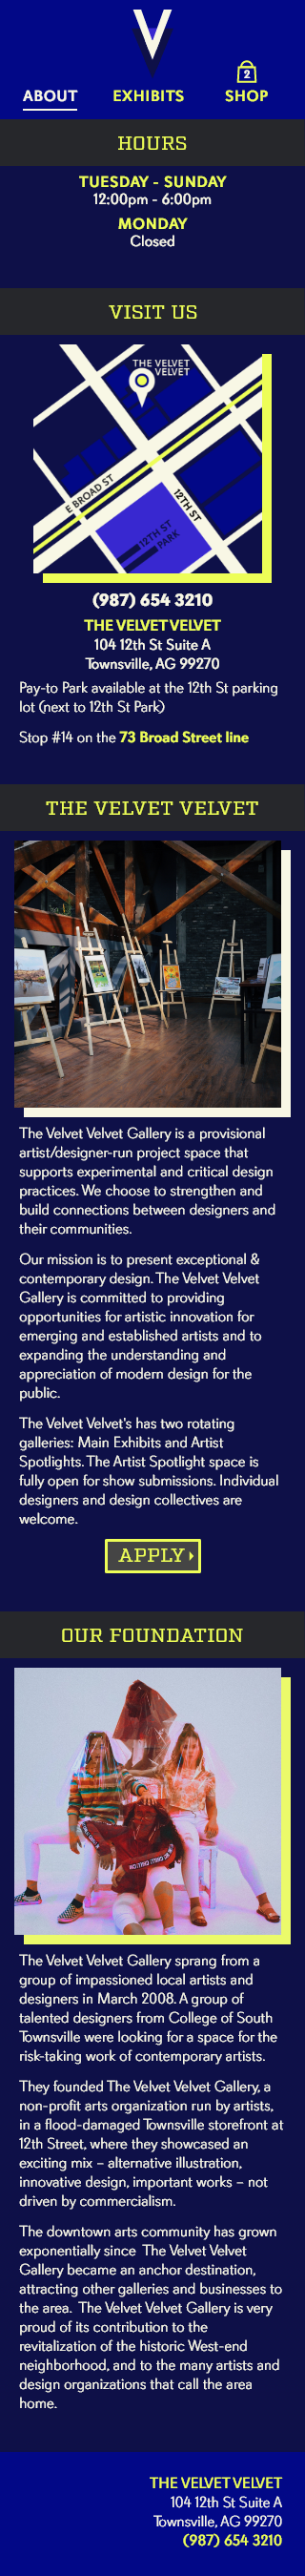 V
2
ABOUT EXHIBITS SHOP
HOURS
TUESDAY - SUNDAY
12:00pm - 6:00pm
MONDAY
Closed
VISIT US
THE VELVET
VELVET
E BROAD ST
12TH ST
12TH ST
PARK
(987) 654 3210
THE VELVET VELVET
104 12th St Suite A
Townsville, AG 99270
Pay-to Park available at the 12th St parking
lot (next to 12th St Park)
Stop #14 on the 73 Broad Street line
THE VELVET VELVET
The Velvet Velvet Gallery is a provisional
artist/designer-run project space that
supports experimental and critical design
practices. We choose to strengthen and
build connections between designers and
their communities.
Our mission is to present exceptional &
contemporary design. The Velvet Velvet
Gallery is committed to providing
opportunities for artistic innovation for
emerging and established artists and to
expanding the understanding and
appreciation of modern design for the
public.
The Velvet Velvet's has two rotating
galleries: Main Exhibits and Artist
Spotlights. The Artist Spotlight space is
fully open for show submissions. Individual
designers and design collectives are
welcome.
APPLY
OUR FOUNDATION
The Velvet Velvet Gallery sprang from a
group of impassioned local artists and
designers in March 2008. A group of
talented designers from College of South
Townsville were looking for a space for the
risk-taking work of contemporary artists.
They founded The Velvet Velvet Gallery, a
non-profit arts organization run by artists,
in a flood-damaged Townsville storefront at
12th Street, where they showcased an
exciting mix – alternative illustration,
innovative design, important works – not
driven by commercialism.
The downtown arts community has grown
exponentially since The Velvet Velvet
Gallery became an anchor destination,
attracting other galleries and businesses to
the area. The Velvet Velvet Gallery is very
proud of its contribution to the
revitalization of the historic West-end
neighborhood, and to the many artists and
design organizations that call the area
home.
THE VELVET VELVET
104 12th St Suite A
Townsville, AG 99270
(987) 654 3210